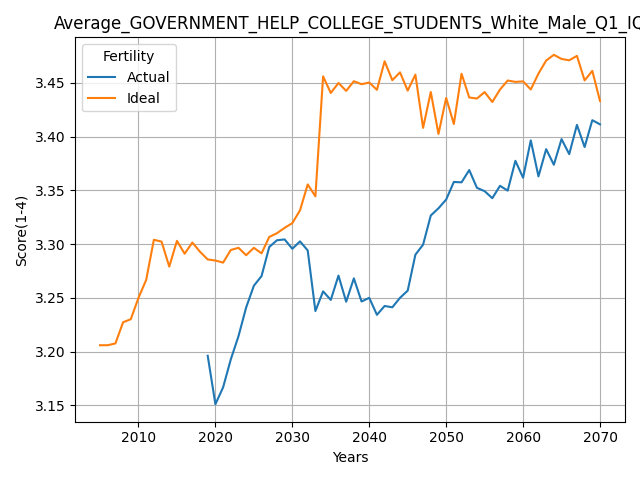 Average_GOVERNMENT_HELP_COLLEGE_STUDENTS_White_Male_Q1_IQ
Fertility
Actual
Ideal
3.45
3.40
3.35
3.30
3.25
3.20
3.15
Score(1-4)
2010 2020 2030 2040 2050 2060 2070
Years